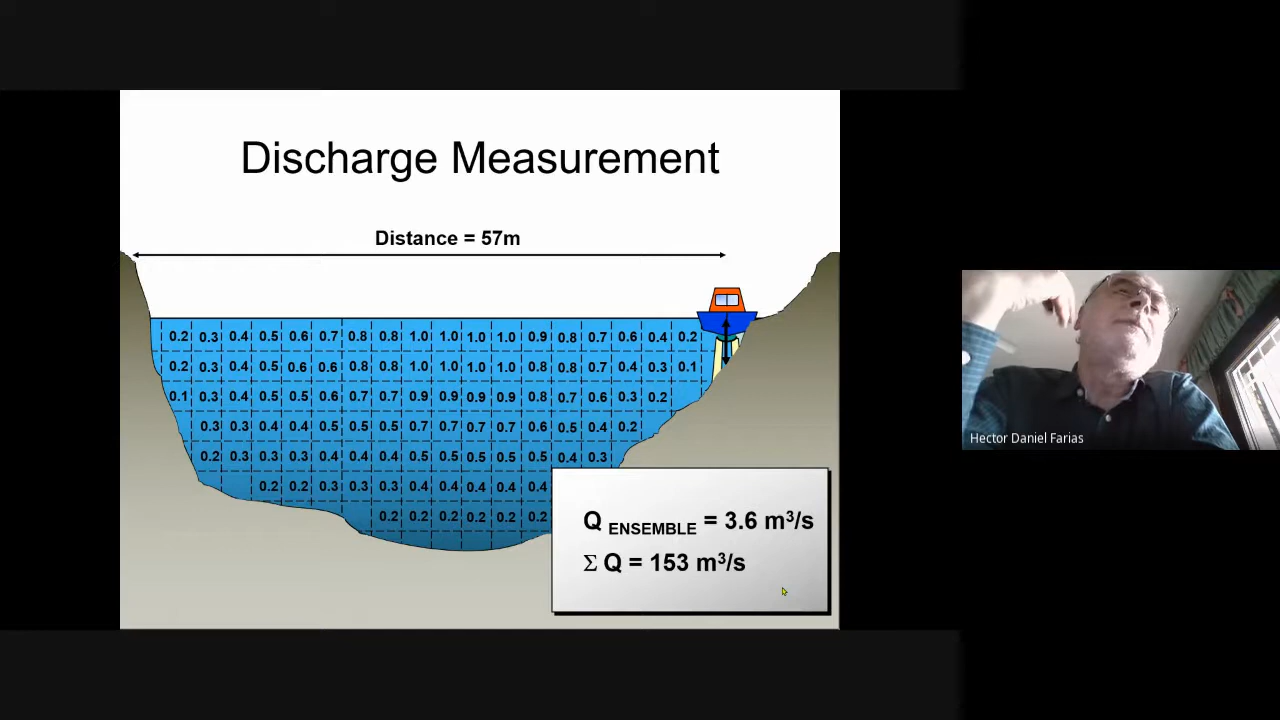 Discharge Measurement
Distance = 57m
0.2 0.3 0.4 0.5 0.6 0.7 0.8 0.8 1.0 1.0 1.0 1.0 0.9 0.8 0.7 0.6 0.4 0.2
0.2 0.3 0.4 0.5 0.6 0.6 0.8 0.8 1.0 1.0 1.0 1.0 0.8 0.8 0.7 0.4 0.3 0.1
0.1 0.3 0.4 0.5 0.5 0.6 0.7 0.7 0.9 0.9 0.9 0.9 0.8 0.7 0.6 0.3 0.2
0.3 0.3 0.4 0.4 0.5 0.5 0.5 0.7 0.7 0.7 0.7 0.6 0.5 0.4 0.2
0.2 0.3 0.3 0.3 0.4 0.4 0.4 0.5 0.5 0.5 0.5 0.5 0.4 0.3
0.2 0.2 0.3 0.3 0.3 0.4 0.4 0.4 0.4 0.4
0.2 0.2 0.2 0.2 0.2 0.2
Q ENSEMBLE = 3.6 m³/s
Σ Q = 153 m³/s
Hector Daniel Farias